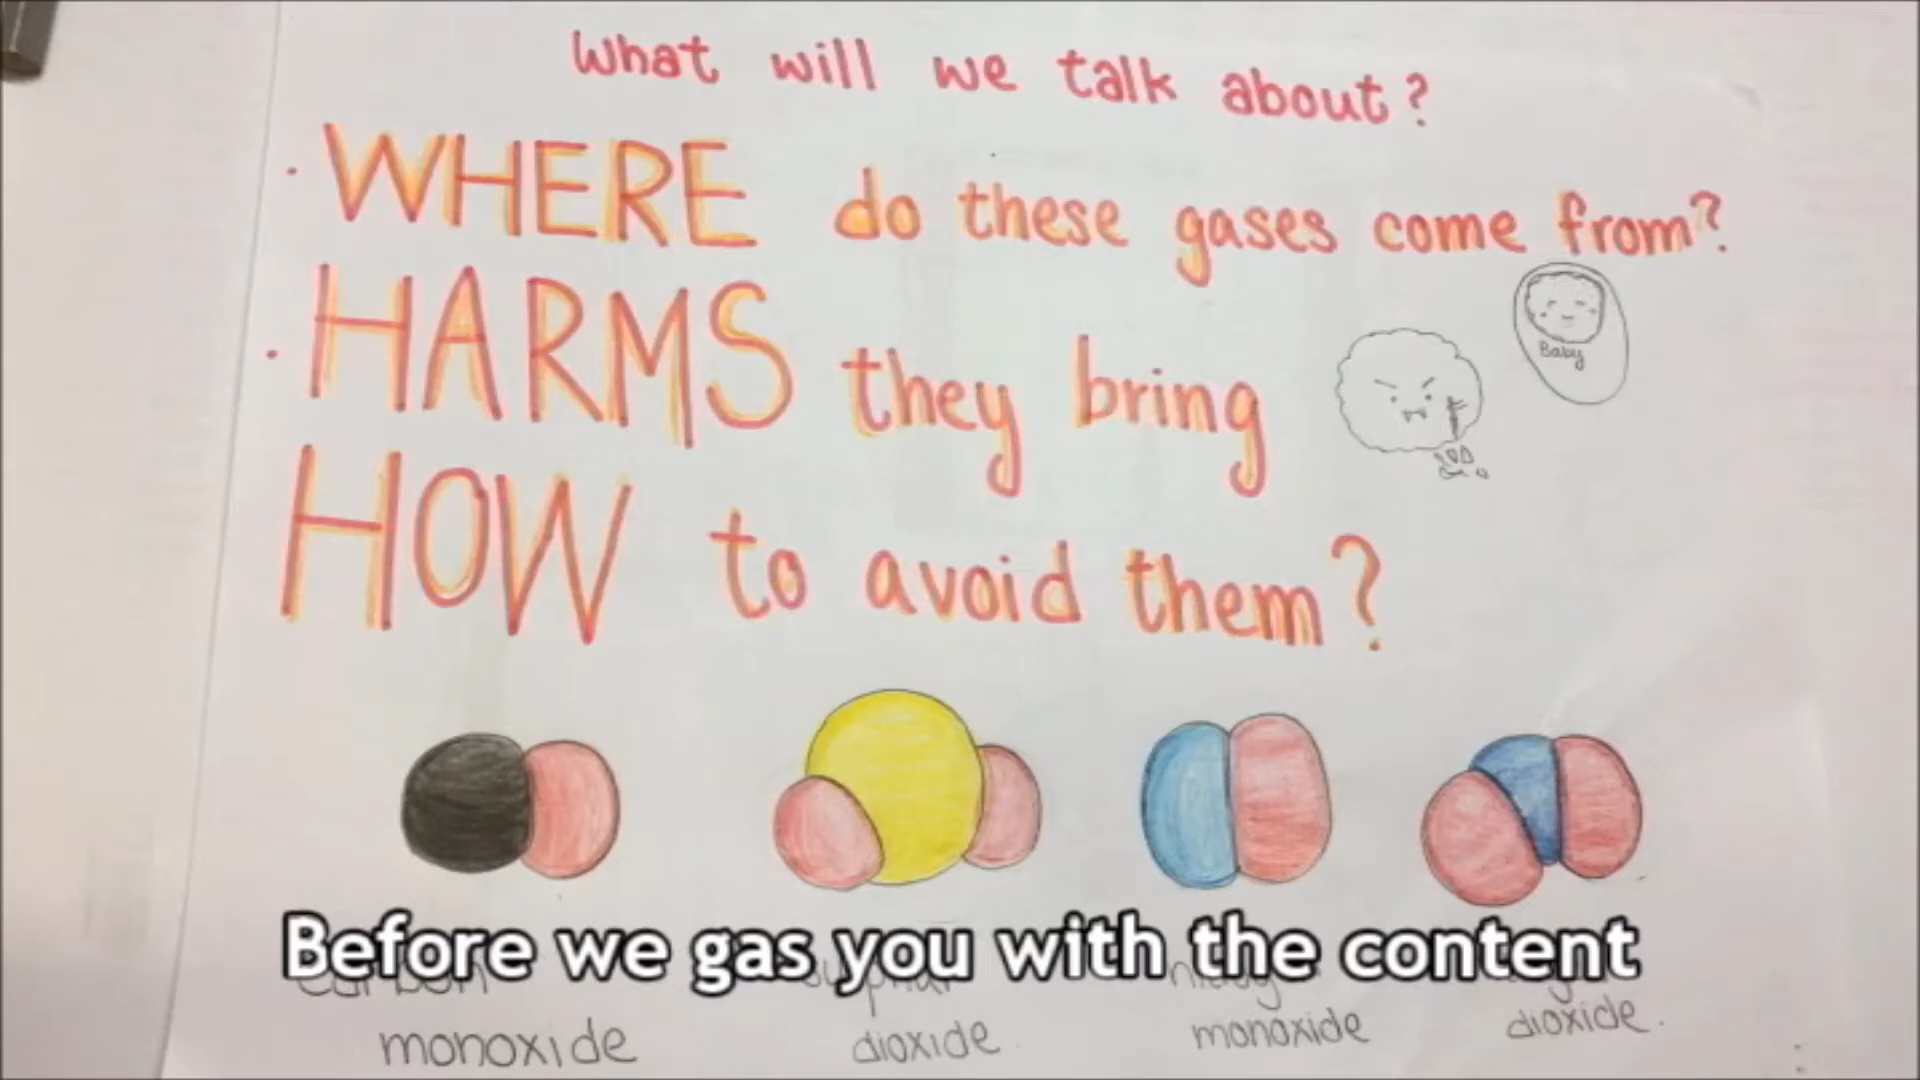 What will we talk about?
· WHERE do these gases come from?
Baby
· HARMS they bring
HOW to avoid them?
Before we gas you with the content
carbon
monoxide
dioxide
monoxide
dioxide.